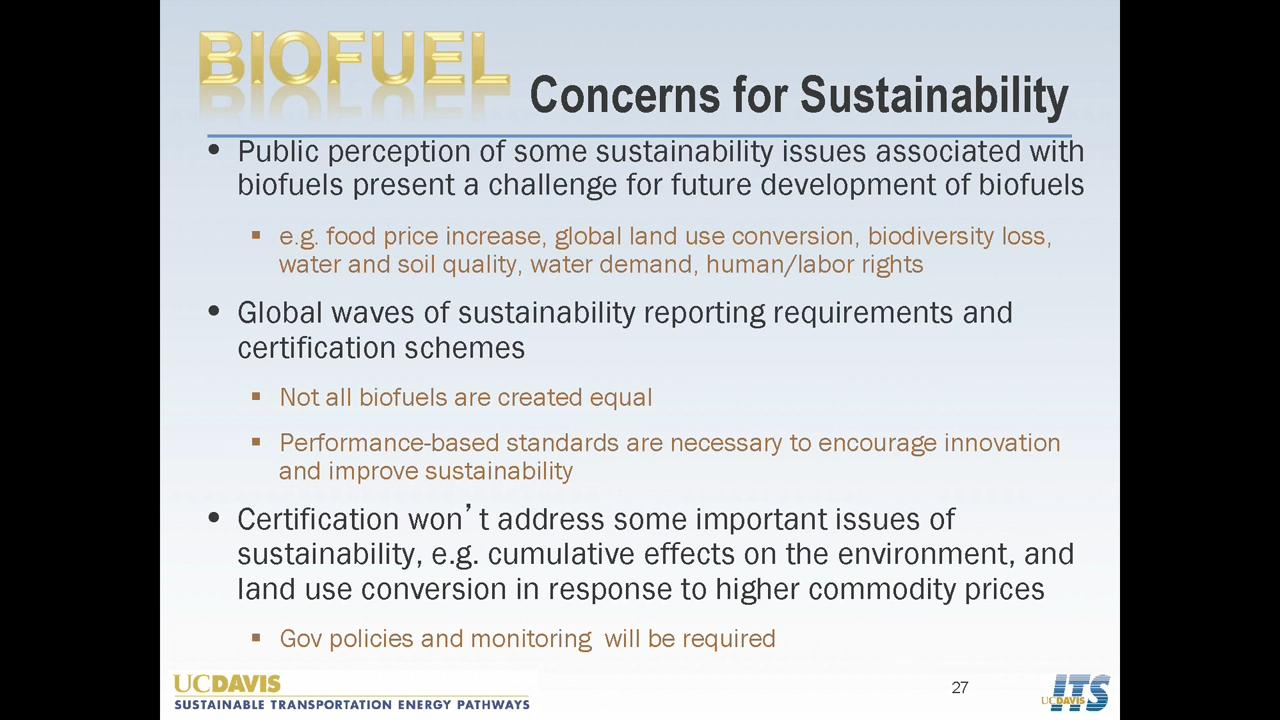 BIOFUEL Concerns for Sustainability
• Public perception of some sustainability issues associated with
biofuels present a challenge for future development of biofuels
▪ e.g. food price increase, global land use conversion, biodiversity loss,
water and soil quality, water demand, human/labor rights
• Global waves of sustainability reporting requirements and
certification schemes
▪ Not all biofuels are created equal
▪ Performance-based standards are necessary to encourage innovation
and improve sustainability
• Certification won’t address some important issues of
sustainability, e.g. cumulative effects on the environment, and
land use conversion in response to higher commodity prices
▪ Gov policies and monitoring will be required
UCDAVIS
SUSTAINABLE TRANSPORTATION ENERGY PATHWAYS
27
UCDAVIS ITS